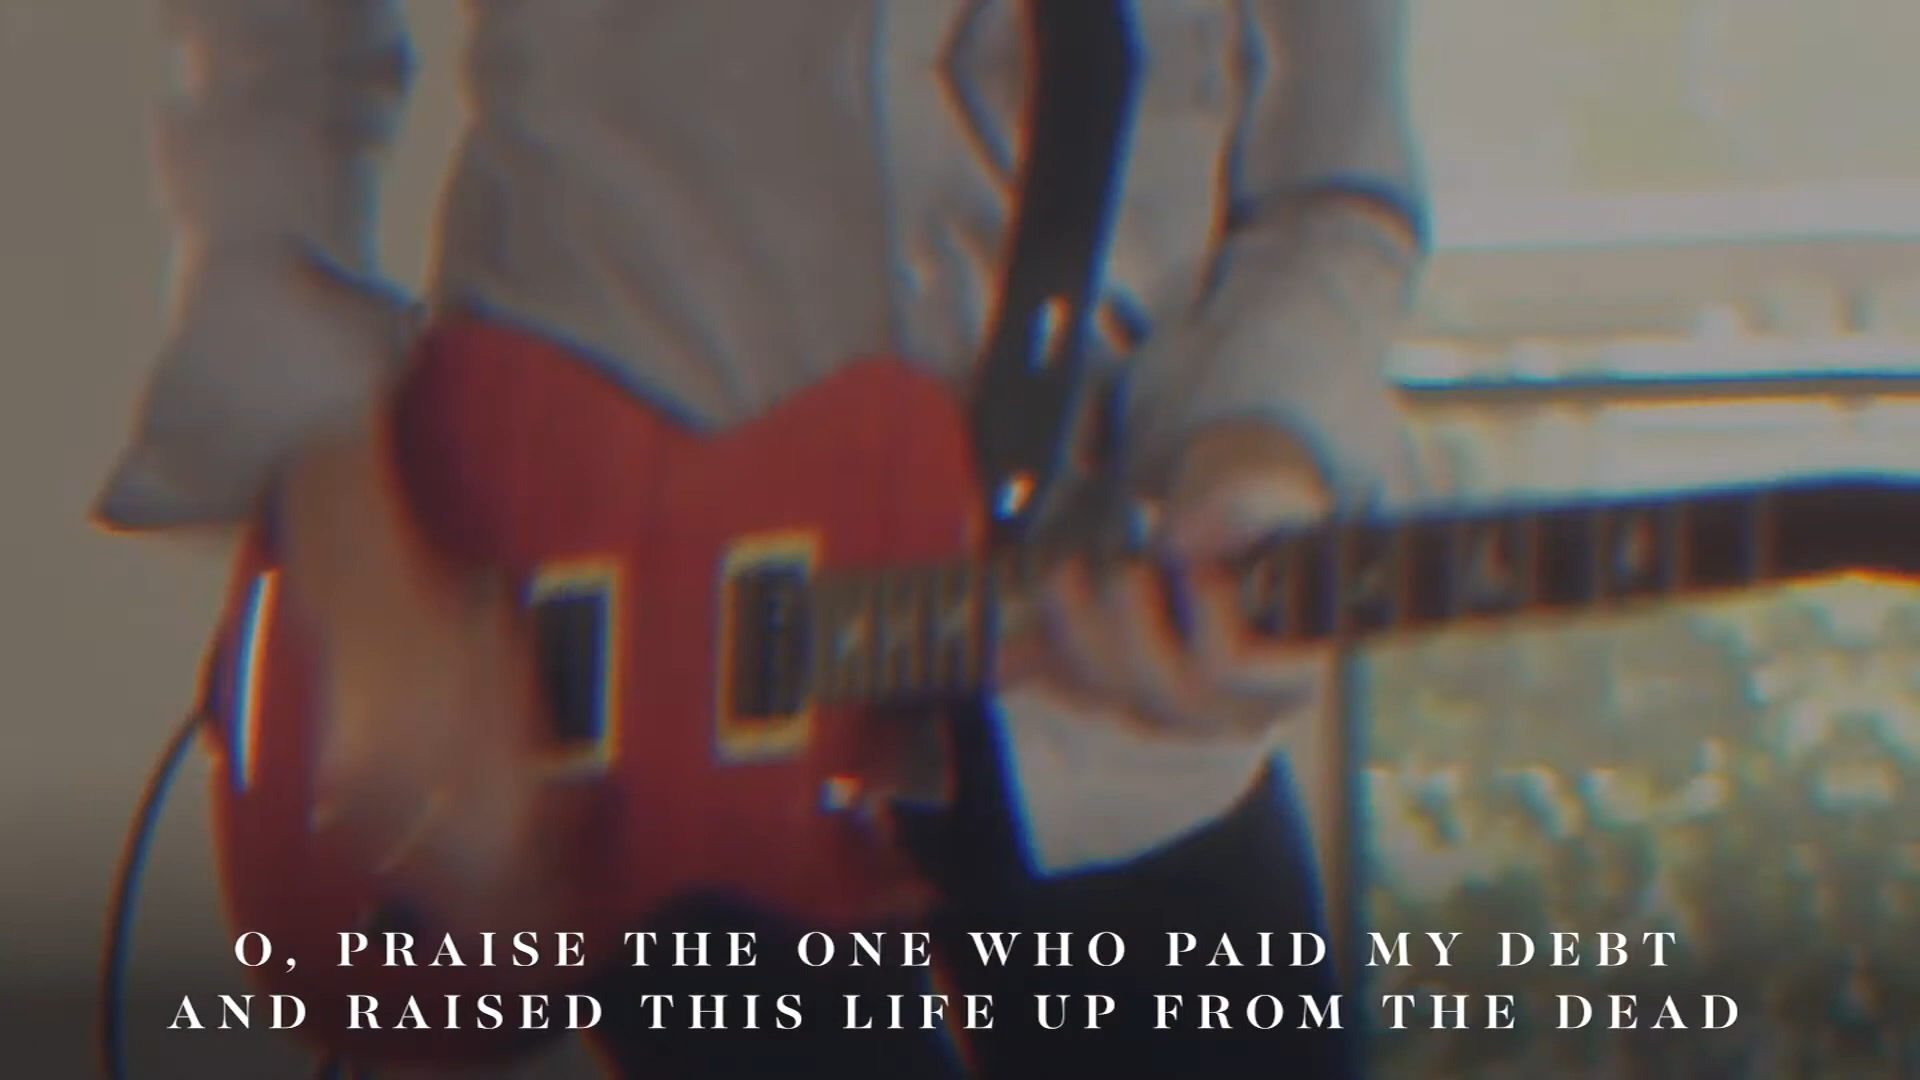 O, PRAISE THE ONE WHO PAID MY DEBT
AND RAISED THIS LIFE UP FROM THE DEAD